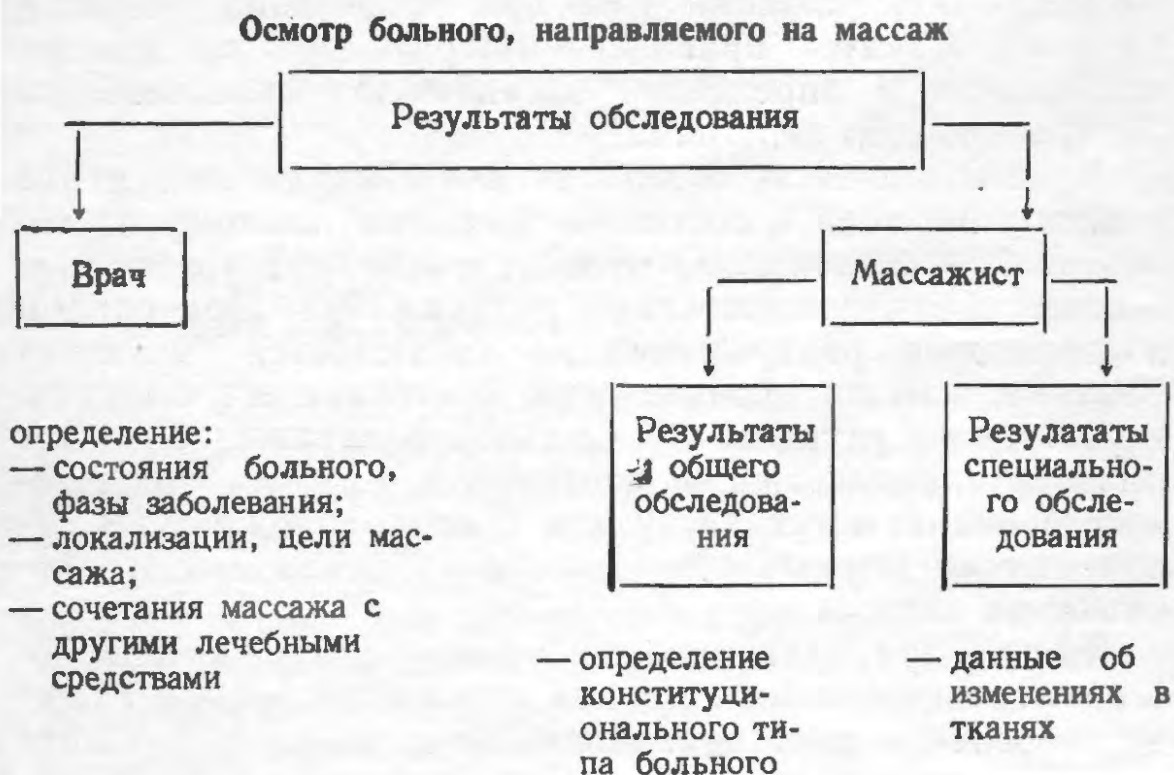 Осмотр больного, направляемого на массаж
Результаты обследования
Врач
Массажист
определение:
— состояния больного,
фазы заболевания;
— локализации, цели мас-
сажа;
— сочетания массажа с
другими лечебными
средствами
Результаты
общего
обследова-
ния
— определение
конституци-
онального ти-
па больного
Резулататы
специально-
го обсле-
дования
— данные об
изменениях в
тканях